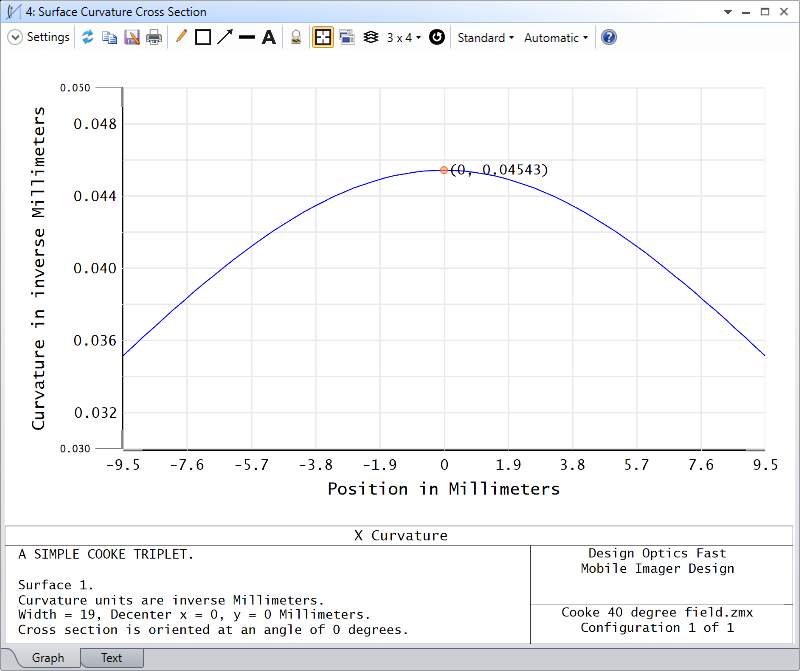 4: Surface Curvature Cross Section
Settings
3 x 4
Standard
Automatic
0.050
0.048
0.044
0.040
0.036
0.032
0.030
Curvature in inverse Millimeters
(0, 0.04543)
-9.5 -7.6 -5.7 -3.8 -1.9 0 1.9 3.8 5.7 7.6 9.5
Position in Millimeters
X Curvature
A SIMPLE COOKE TRIPLET.
Surface 1.
Curvature units are inverse Millimeters.
Width = 19, Decenter x = 0, y = 0 Millimeters.
Cross section is oriented at an angle of 0 degrees.
Design Optics Fast
Mobile Imager Design
Cooke 40 degree field.zmx
Configuration 1 of 1
Graph
Text